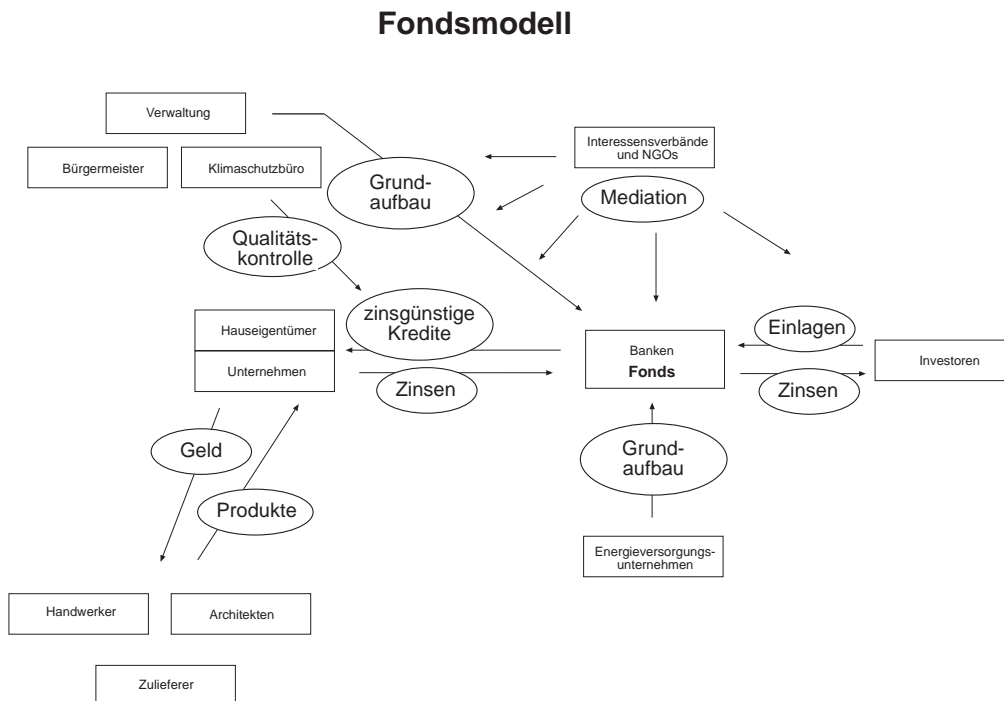 Fondsmodell
Verwaltung
Interessensverbände
und NGOs
Bürgermeister
Klimaschutzbüro
Grund-
aufbau
Mediation
Qualitäts-
kontrolle
zinsgünstige
Kredite
Einlagen
Hauseigentümer
Unternehmen
Banken
Fonds
Investoren
Zinsen
Zinsen
Geld
Grund-
aufbau
Produkte
Energieversorgungs-
unternehmen
Handwerker
Architekten
Zulieferer